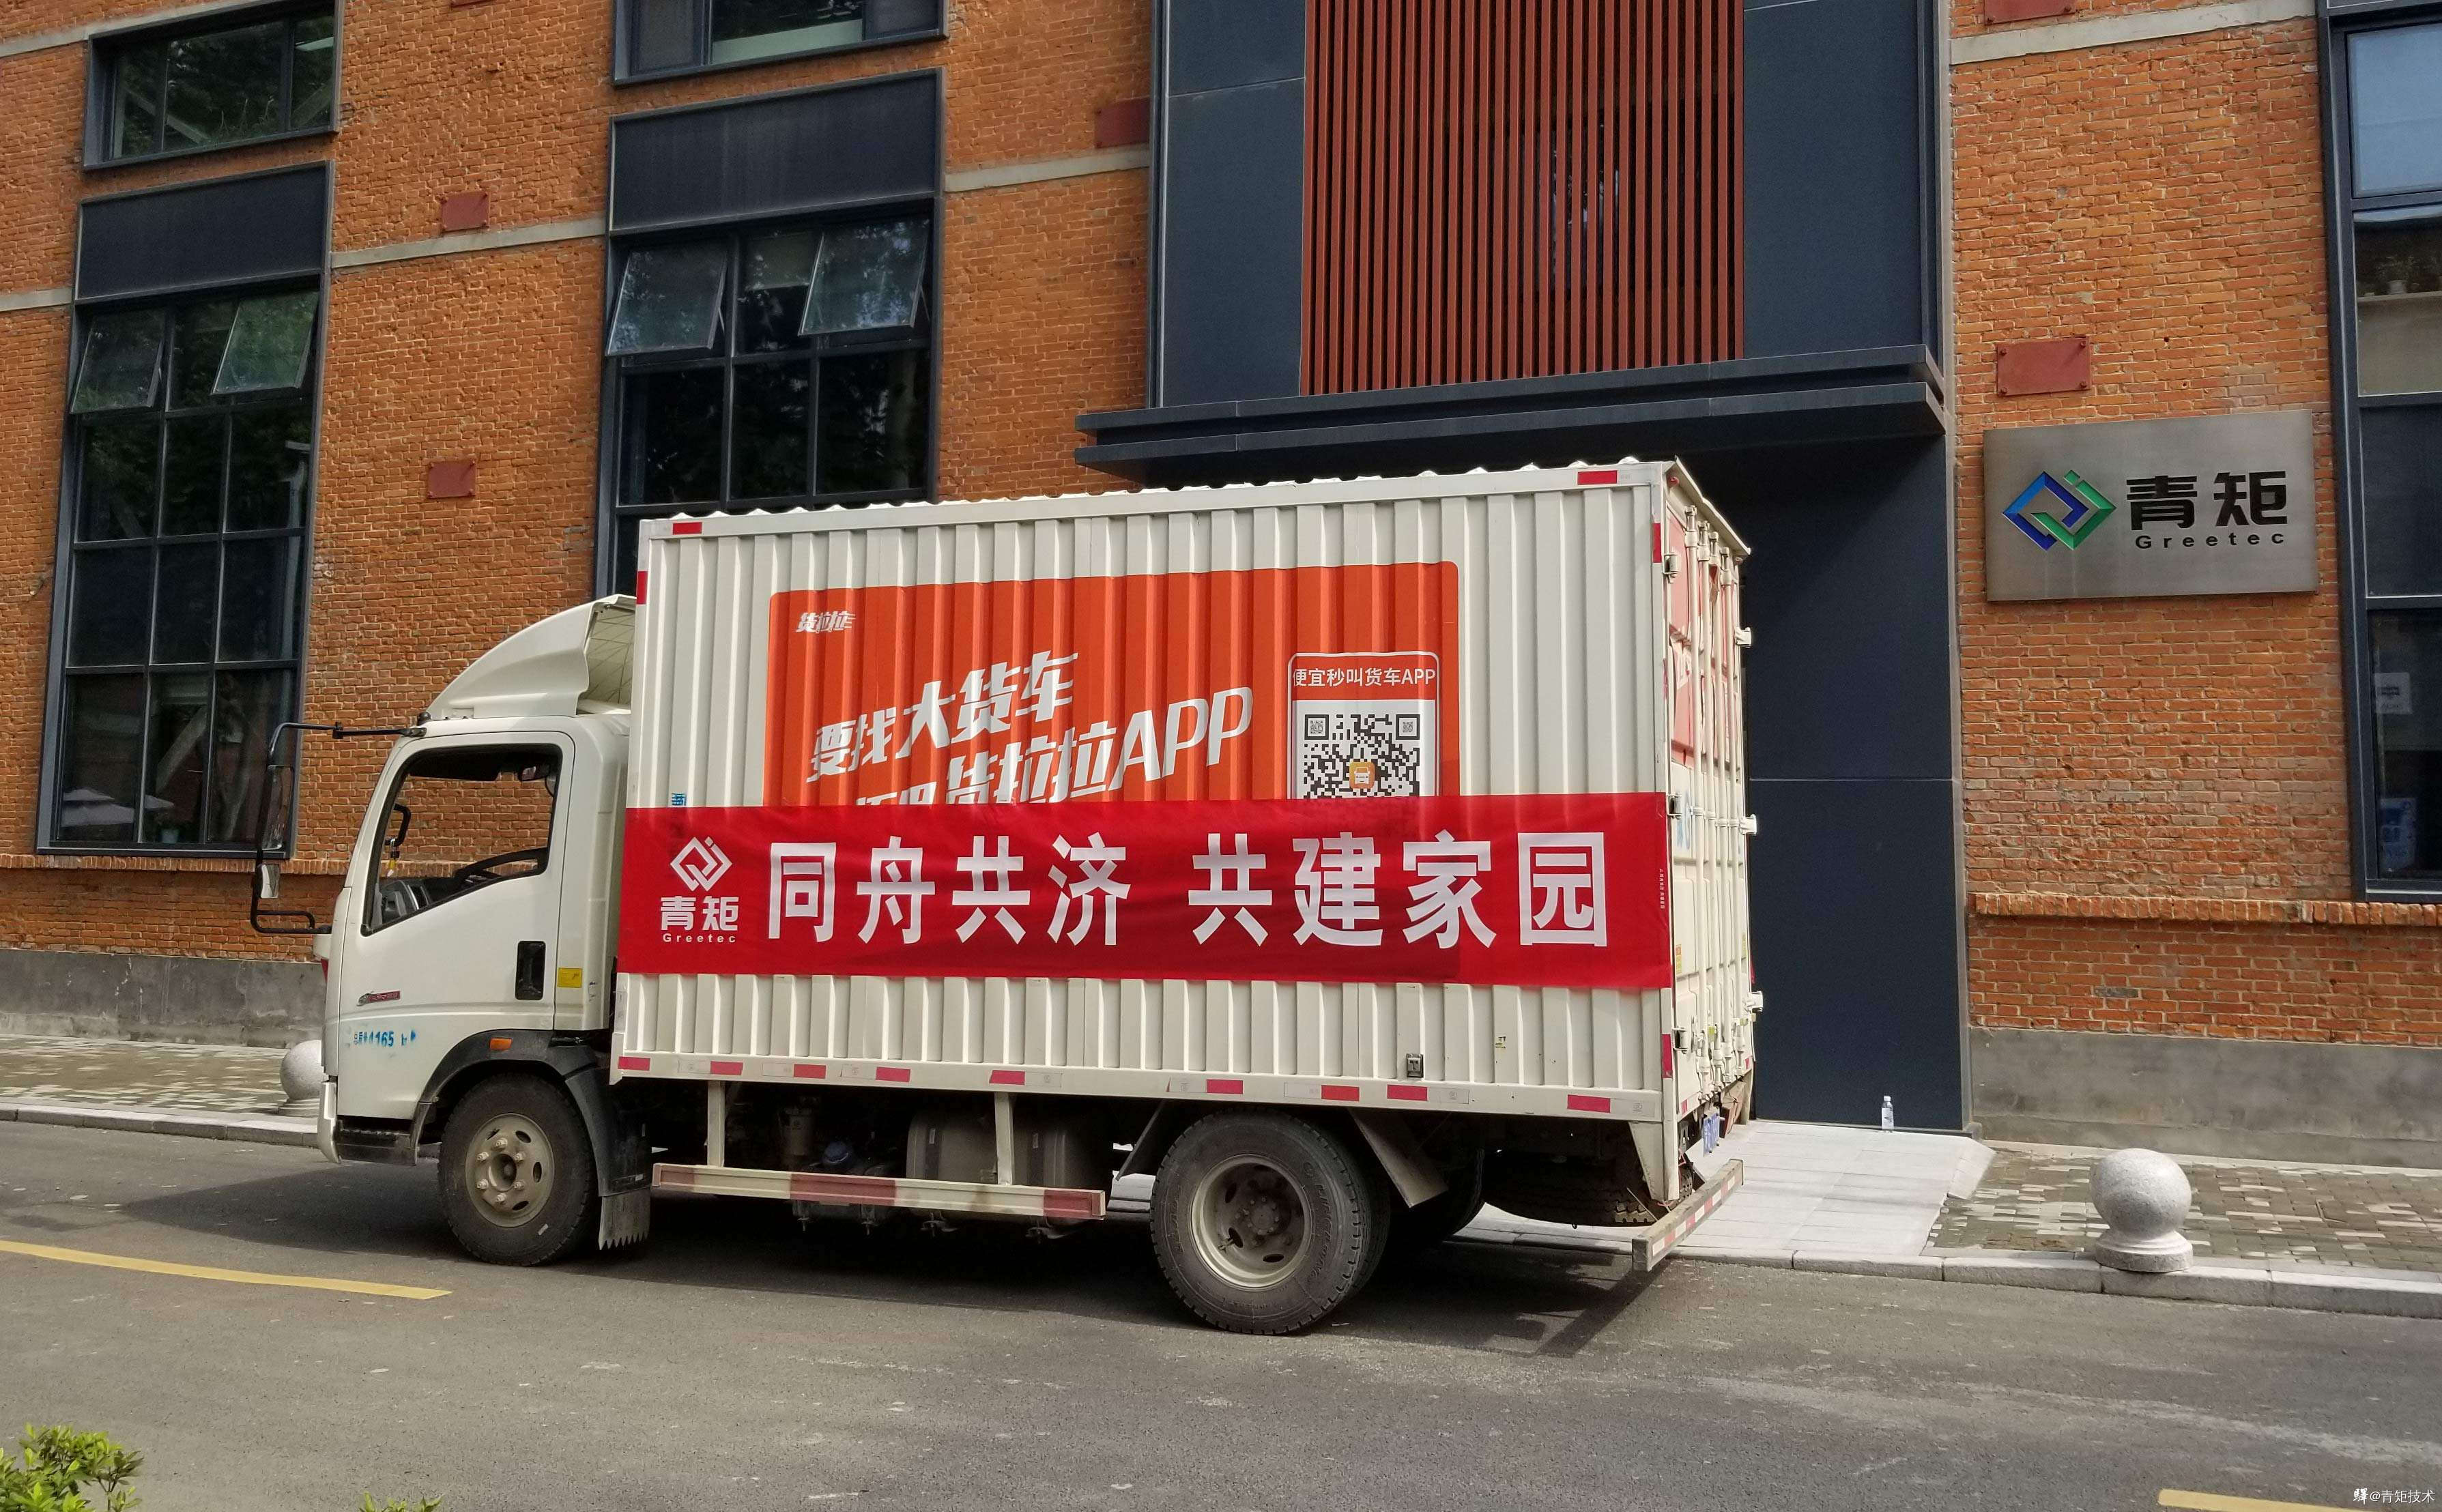 青矩
Greetec
货拉拉
要找大货车
货拉拉APP
便宜秒叫货车APP
青矩
Greetec
同舟共济 共建家园
驿@青矩技术